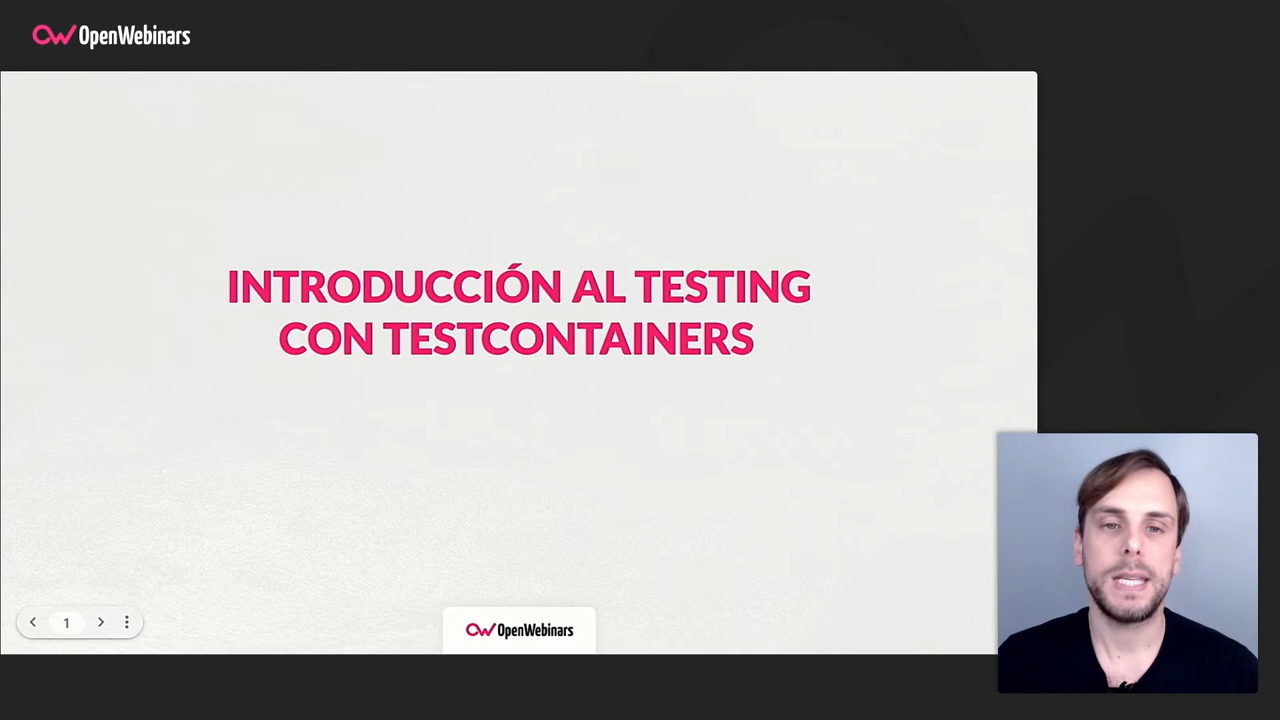 OpenWebinars
INTRODUCCIÓN AL TESTING
CON TESTCONTAINERS
1
OpenWebinars